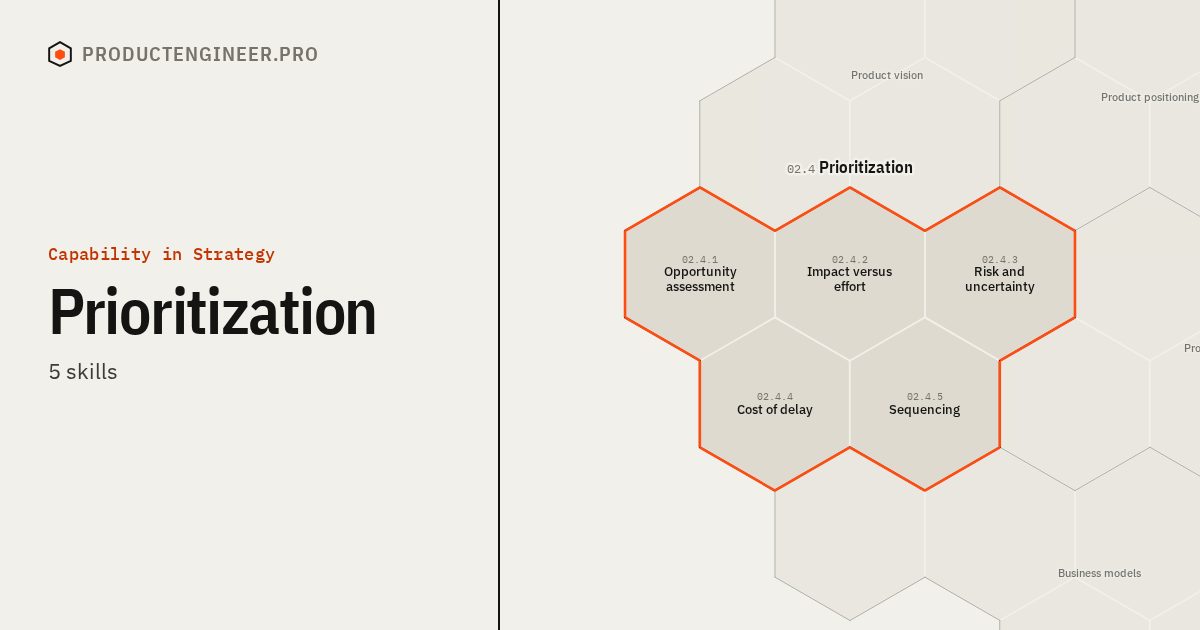 PRODUCTENGINEER.PRO
Capability in Strategy
Prioritization
5 skills
Product vision
Product positioning
02.4 Prioritization
02.4.1
Opportunity
assessment
02.4.2
Impact versus
effort
02.4.3
Risk and
uncertainty
Pro
02.4.4
Cost of delay
02.4.5
Sequencing
Business models